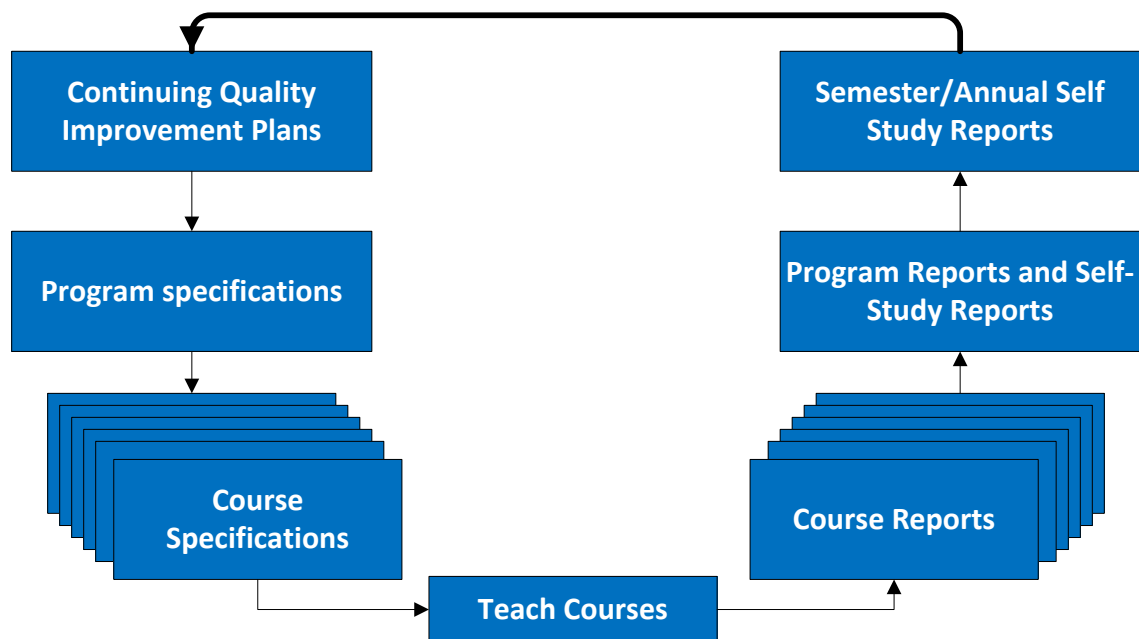 Continuing Quality
Improvement Plans
Semester/Annual Self
Study Reports
Program specifications
Program Reports and Self-
Study Reports
Course
Specifications
Course Reports
Teach Courses